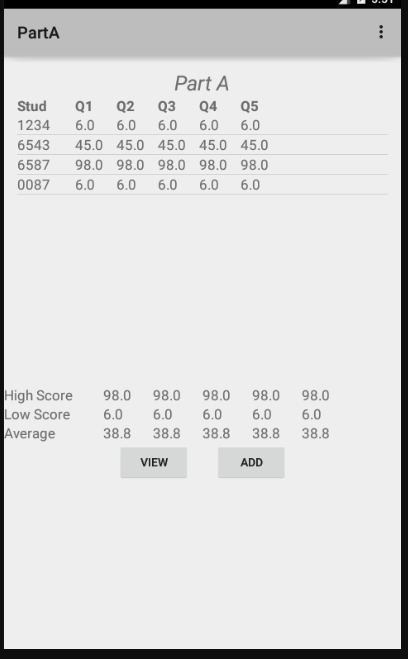 PartA
Part A
Stud Q1 Q2 Q3 Q4 Q5
1234 6.0 6.0 6.0 6.0 6.0
6543 45.0 45.0 45.0 45.0 45.0
6587 98.0 98.0 98.0 98.0 98.0
0087 6.0 6.0 6.0 6.0 6.0
High Score 98.0 98.0 98.0 98.0 98.0
Low Score 6.0 6.0 6.0 6.0 6.0
Average 38.8 38.8 38.8 38.8 38.8
VIEW ADD